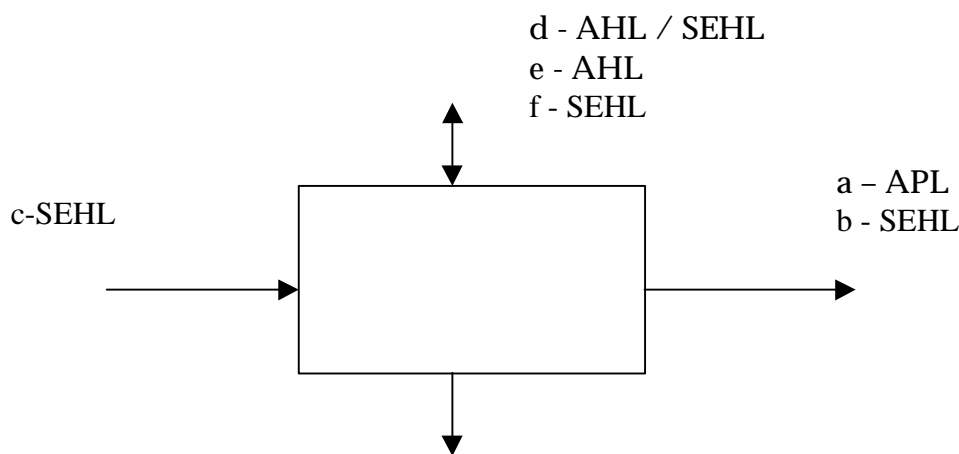 d - AHL / SEHL
e - AHL
f - SEHL
c-SEHL
a – APL
b - SEHL